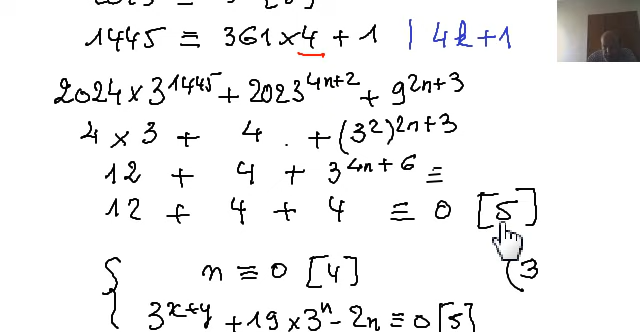 1445 ≡ 361 × 4 + 1 | 4k + 1
2024 × 3^1445 + 2023^4n+2 + 9^2n+3
4 × 3 + 4 + (3^2)^2n+3
12 + 4 + 3^4n+6 ≡
12 + 4 + 4 ≡ 0 [5]
(3
n ≡ 0 [4]
3^x+y + 19 × 3^n - 2n ≡ 0 [5]